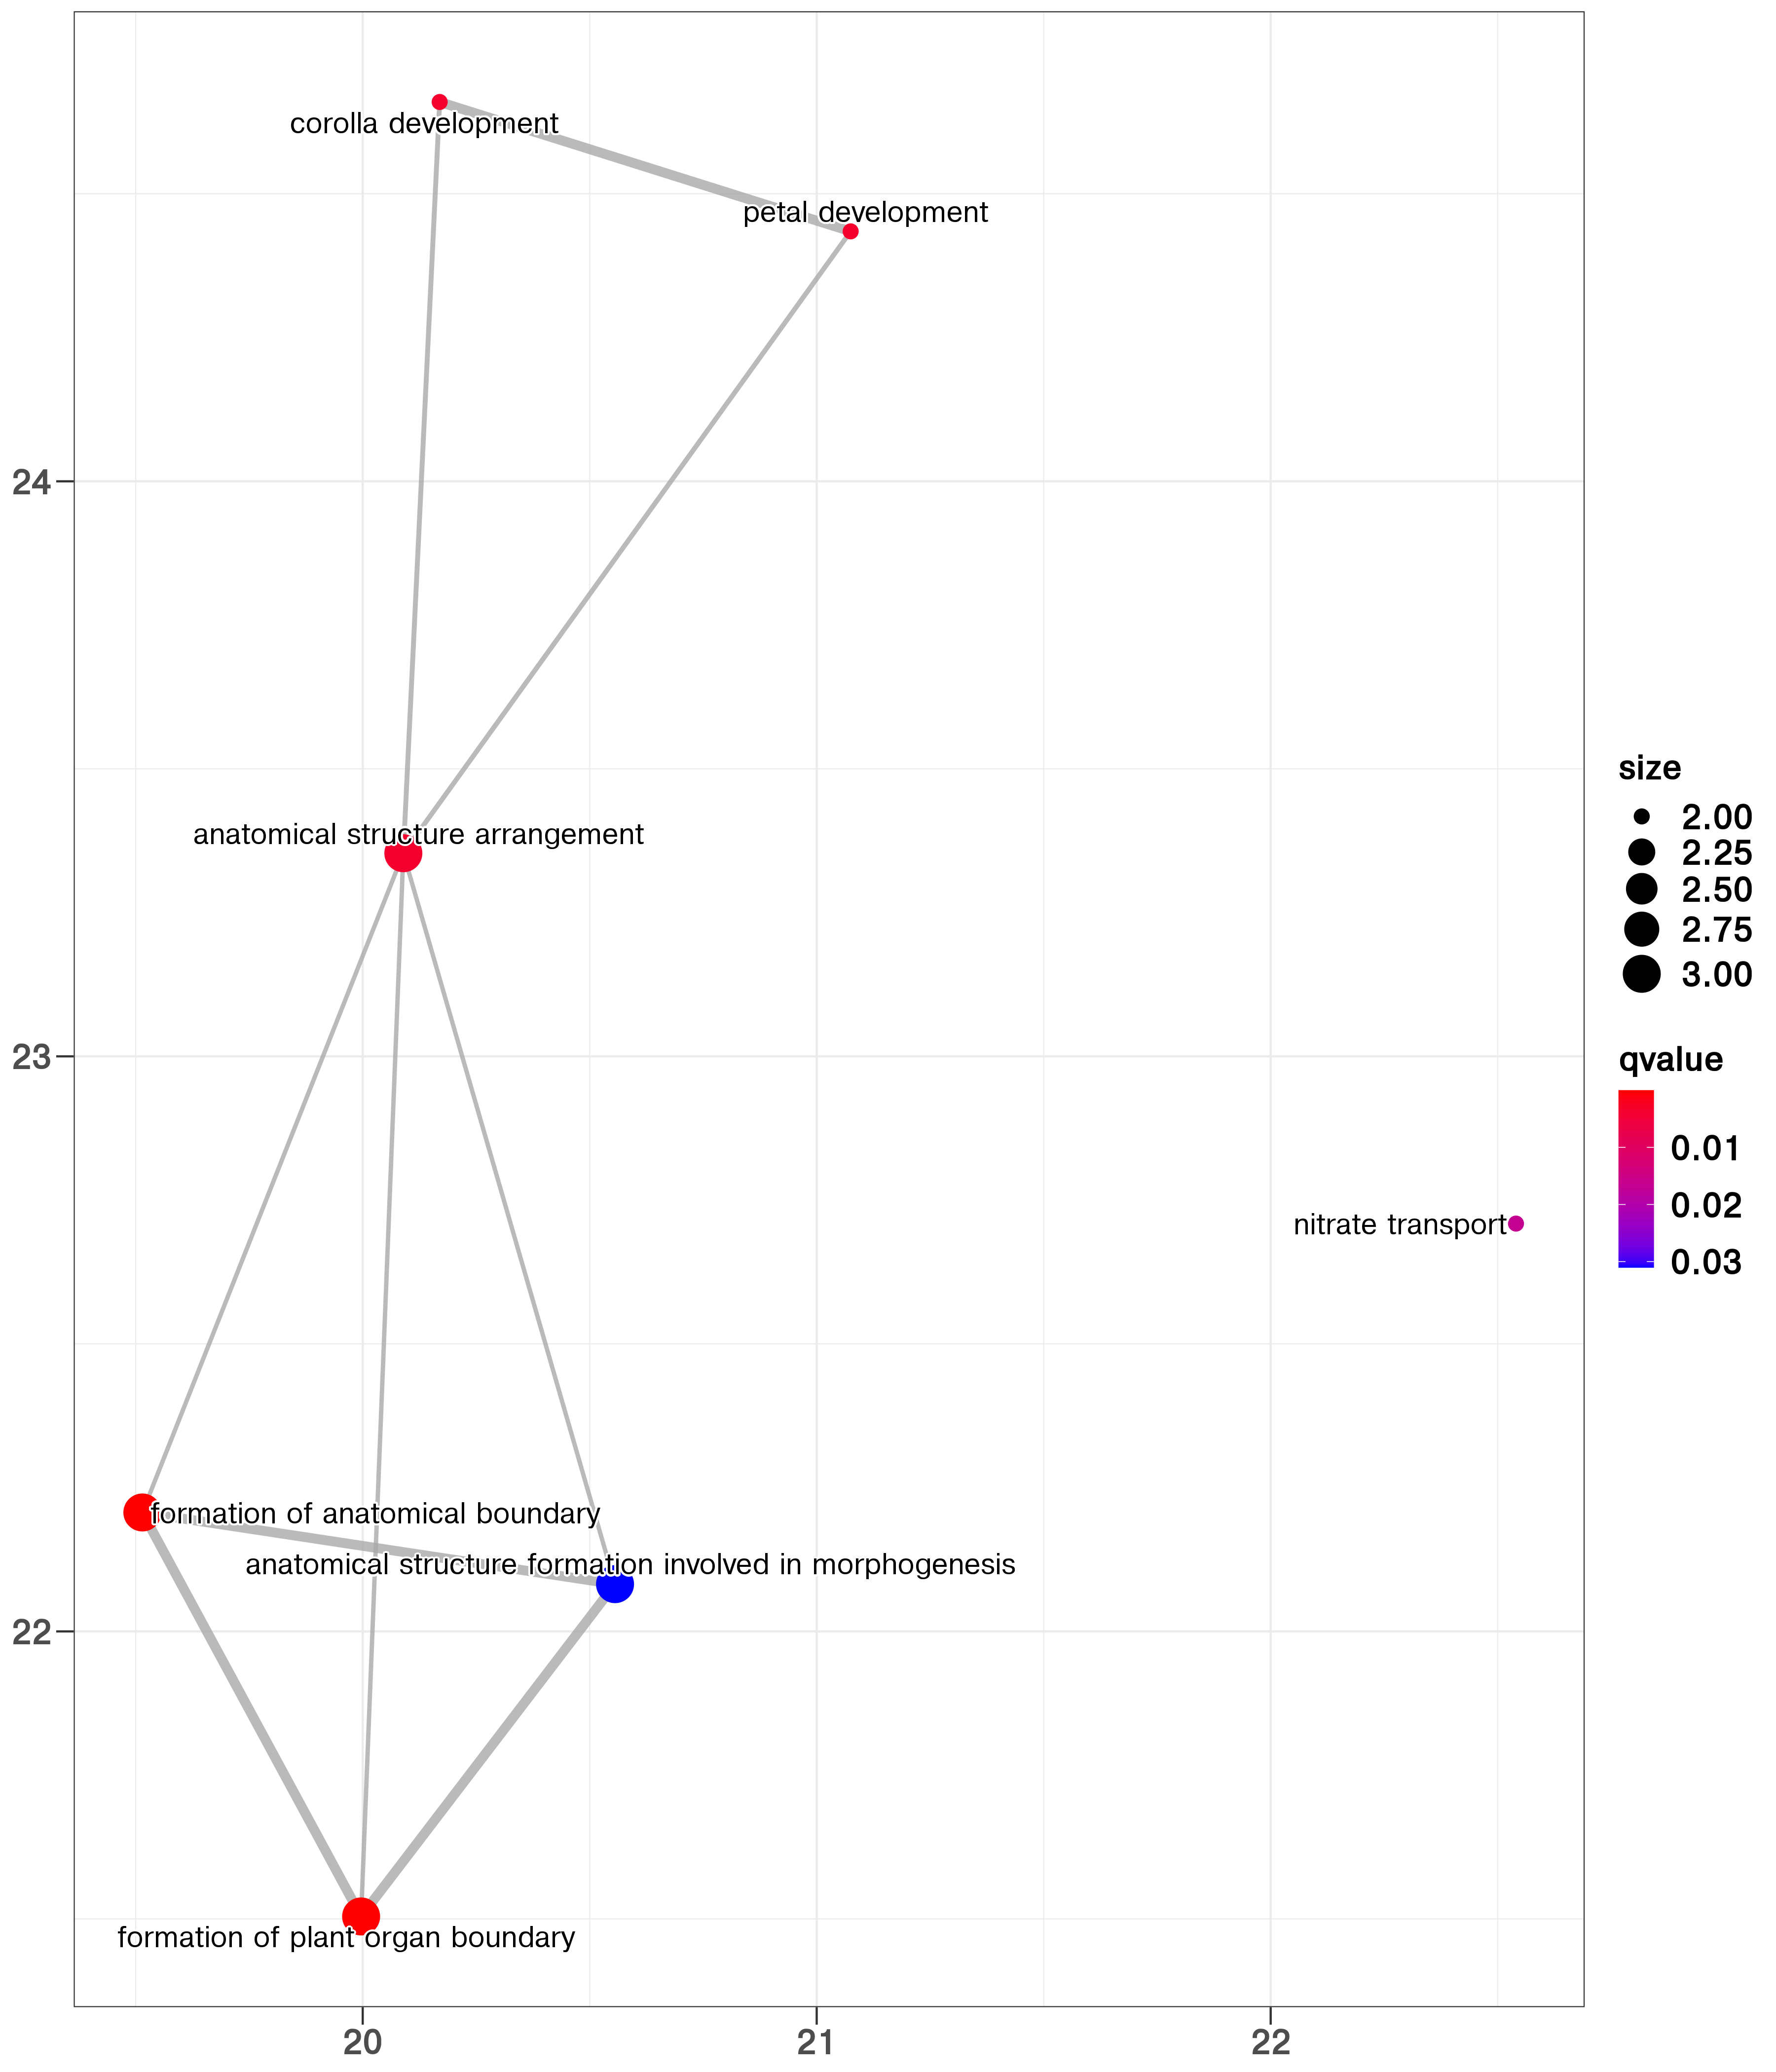 corolla development
petal development
24
anatomical structure arrangement
size
2.00
2.25
2.50
2.75
3.00
23
qvalue
0.01
0.02
0.03
nitrate transport
formation of anatomical boundary
anatomical structure formation involved in morphogenesis
22
formation of plant organ boundary
20
21
22